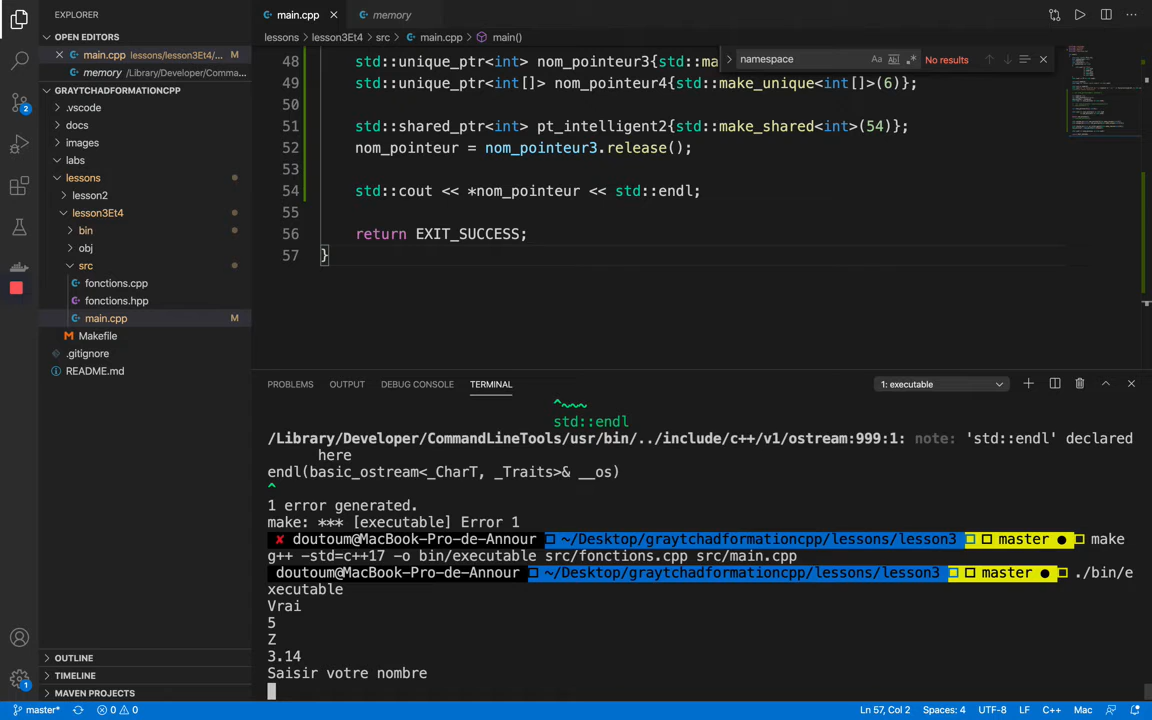 EXPLORER
OPEN EDITORS
main.cpp lessons/lesson3Et4/... M
memory /Library/Developer/Comma...
GRAYTCHADFORMATIONCPP
.vscode
docs
images
labs
lessons
lesson2
lesson3Et4
bin
obj
src
fonctions.cpp
fonctions.hpp
main.cpp M
Makefile
.gitignore
README.md
OUTLINE
TIMELINE
MAVEN PROJECTS
2
1
main.cpp
memory
lessons > lesson3Et4 > src > main.cpp > main()
namespace
Aa
No results
48 std::unique_ptr<int> nom_pointeur3{std::ma
49 std::unique_ptr<int[]> nom_pointeur4{std::make_unique<int[]>(6)};
50
51 std::shared_ptr<int> pt_intelligent2{std::make_shared<int>(54)};
52 nom_pointeur = nom_pointeur3.release();
53
54 std::cout << *nom_pointeur << std::endl;
55
56 return EXIT_SUCCESS;
57 }
PROBLEMS OUTPUT DEBUG CONSOLE TERMINAL
1: executable
^~~~
std::endl
/Library/Developer/CommandLineTools/usr/bin/../include/c++/v1/ostream:999:1: note: 'std::endl' declared
here
endl(basic_ostream<_CharT, _Traits>& __os)
^
1 error generated.
make: *** [executable] Error 1
✘ doutoum@MacBook-Pro-de-Annour ~/Desktop/graytchadformationcpp/lessons/lesson3 master ● make
g++ -std=c++17 -o bin/executable src/fonctions.cpp src/main.cpp
doutoum@MacBook-Pro-de-Annour ~/Desktop/graytchadformationcpp/lessons/lesson3 master ● ./bin/e
xecutable
Vrai
5
Z
3.14
Saisir votre nombre
master* 0 0 Ln 57, Col 2 Spaces: 4 UTF-8 LF C++ Mac